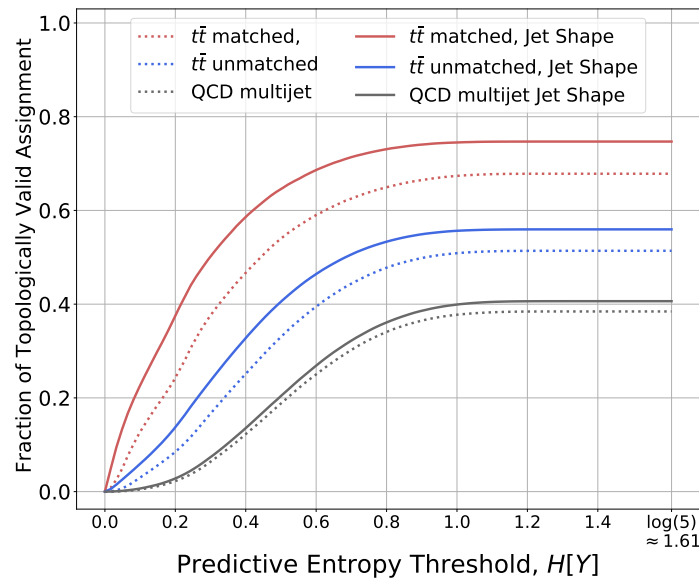 Fraction of Topologically Valid Assignment
1.0
0.8
0.6
0.4
0.2
0.0
tt̄ matched,
tt̄ unmatched
QCD multijet
tt̄ matched, Jet Shape
tt̄ unmatched, Jet Shape
QCD multijet Jet Shape
0.0 0.2 0.4 0.6 0.8 1.0 1.2 1.4 log(5)
≈1.61
Predictive Entropy Threshold, H[Y]